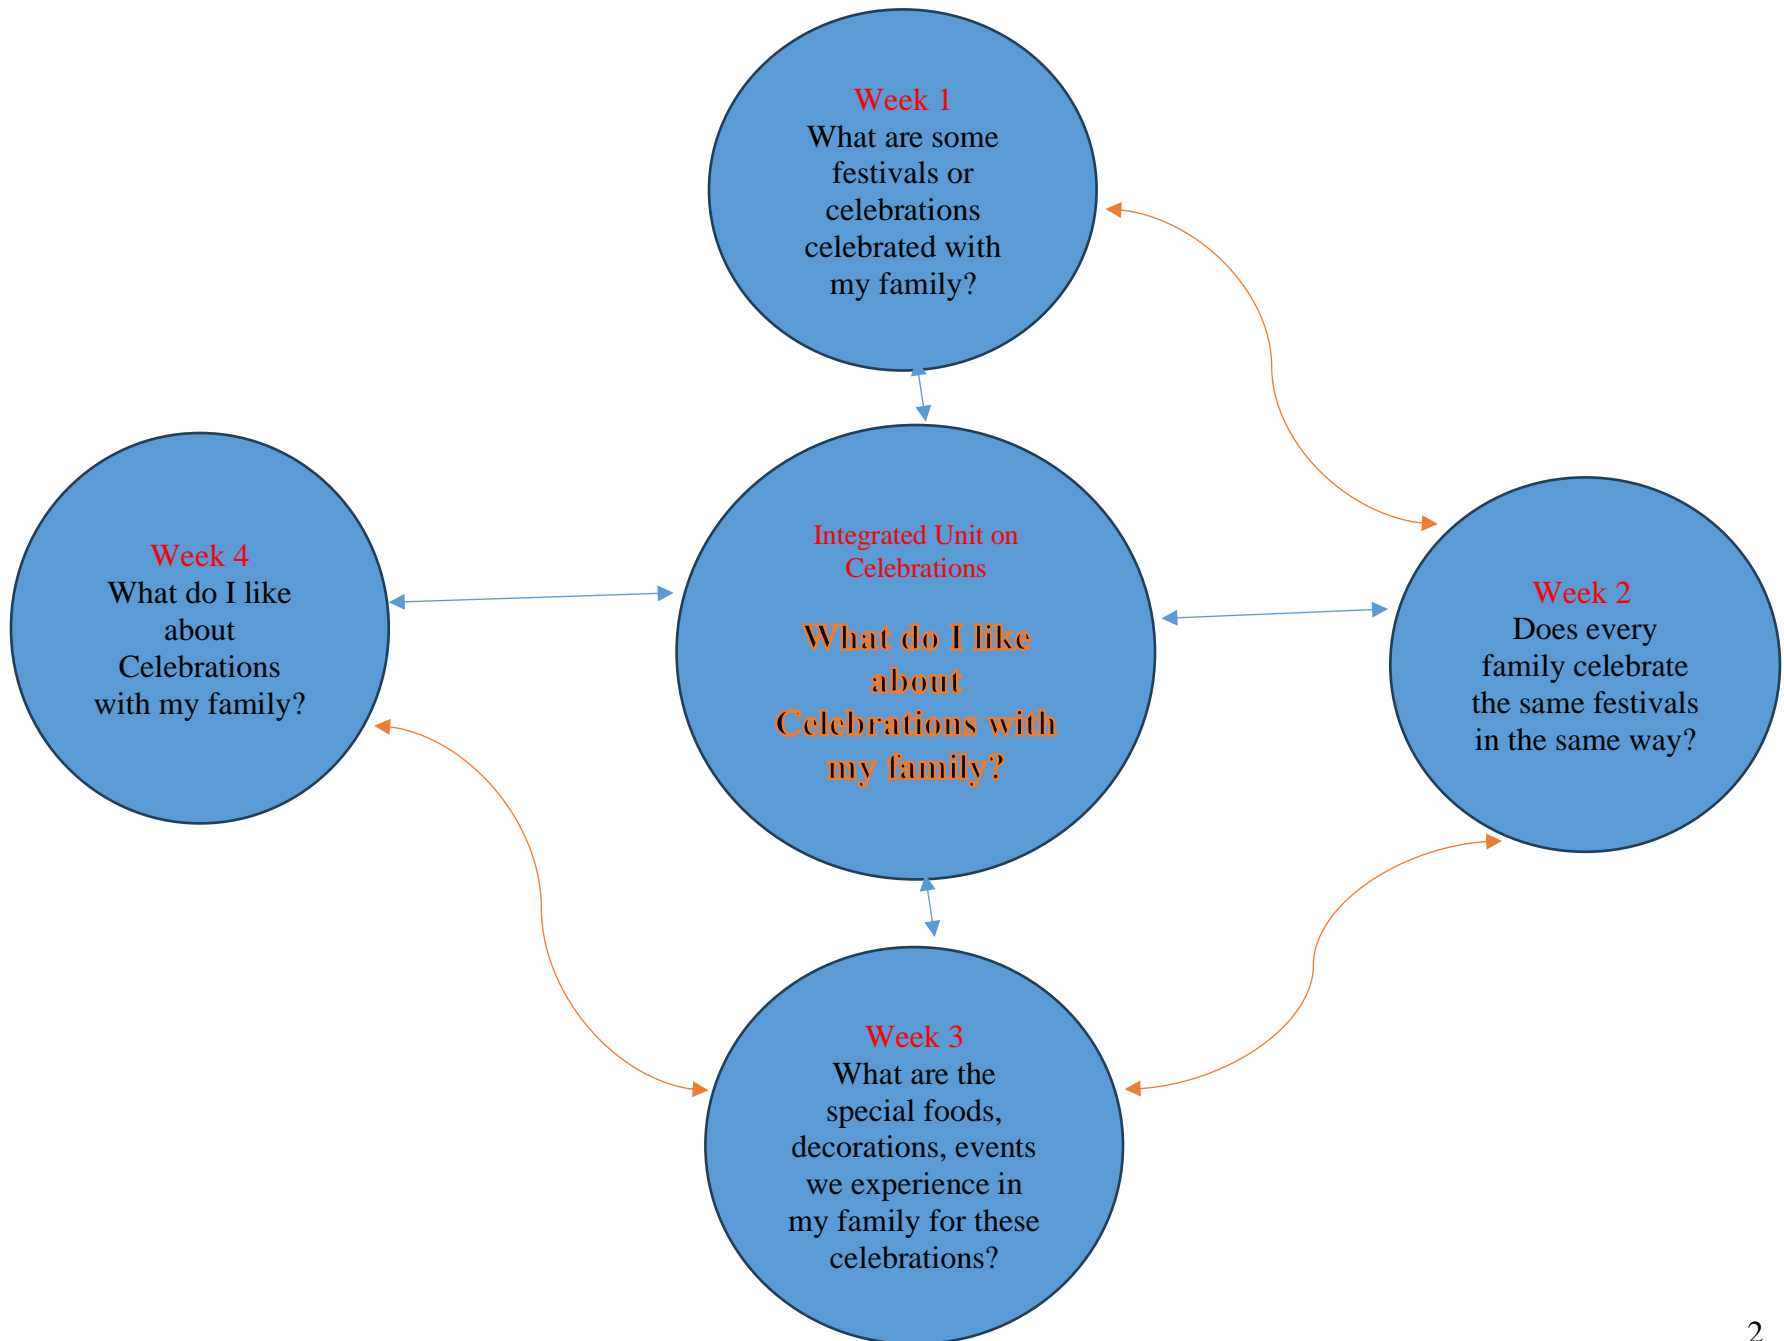 Week 1
What are some
festivals or
celebrations
celebrated with
my family?
Integrated Unit on
Celebrations
What do I like
about
Celebrations with
my family?
Week 2
Does every
family celebrate
the same festivals
in the same way?
Week 3
What are the
special foods,
decorations, events
we experience in
my family for these
celebrations?
Week 4
What do I like
about
Celebrations
with my family?
2